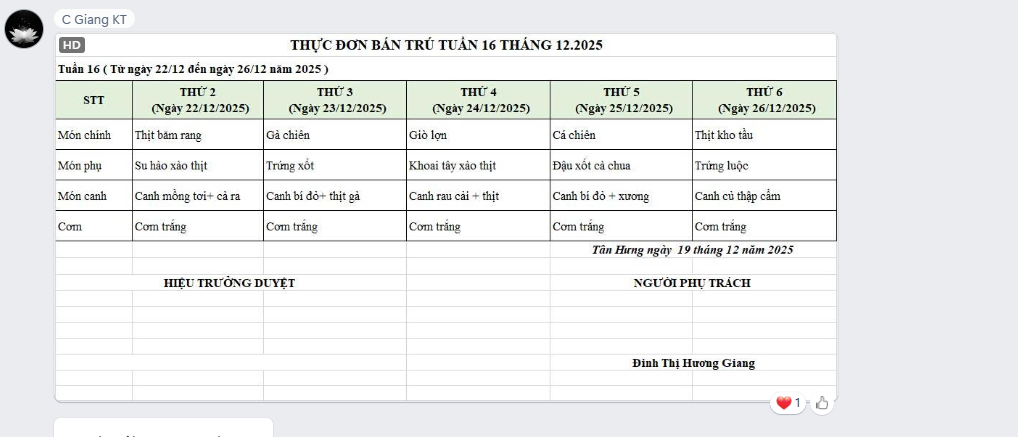 C Giang KT
HD
THỰC ĐƠN BÁN TRÚ TUẦN 16 THÁNG 12.2025
Tuần 16 ( Từ ngày 22/12 đến ngày 26/12 năm 2025 )
STT THỨ 2 (Ngày 22/12/2025) THỨ 3 (Ngày 23/12/2025) THỨ 4 (Ngày 24/12/2025) THỨ 5 (Ngày 25/12/2025) THỨ 6 (Ngày 26/12/2025)
Món chính Thịt băm rang Gà chiên Giò lợn Cá chiên Thịt kho tầu
Món phụ Su hào xào thịt Trứng xốt Khoai tây xào thịt Đậu xốt cà chua Trứng luộc
Món canh Canh mồng tơi+ cà ra Canh bí đỏ+ thịt gà Canh rau cải + thịt Canh bí đỏ + xương Canh củ thập cẩm
Cơm Cơm trắng Cơm trắng Cơm trắng Cơm trắng Cơm trắng
Tân Hưng ngày 19 tháng 12 năm 2025
HIỆU TRƯỞNG DUYỆT NGƯỜI PHỤ TRÁCH
Đinh Thị Hương Giang
1